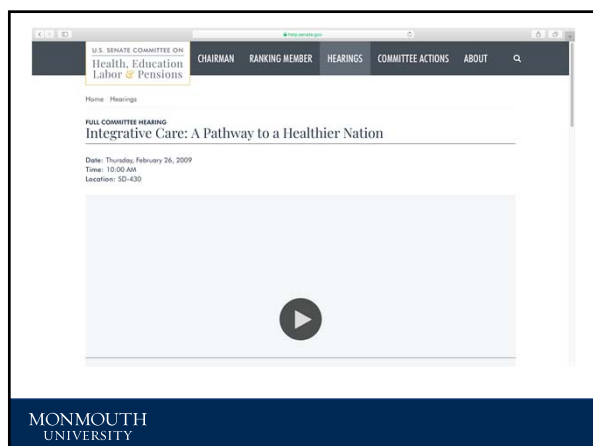 help.senate.gov
U.S. SENATE COMMITTEE ON
Health, Education
Labor & Pensions
CHAIRMAN RANKING MEMBER HEARINGS COMMITTEE ACTIONS ABOUT
Home Hearings
FULL COMMITTEE HEARING
Integrative Care: A Pathway to a Healthier Nation
Date: Thursday, February 26, 2009
Time: 10:00 AM
Location: SD-430
MONMOUTH
UNIVERSITY